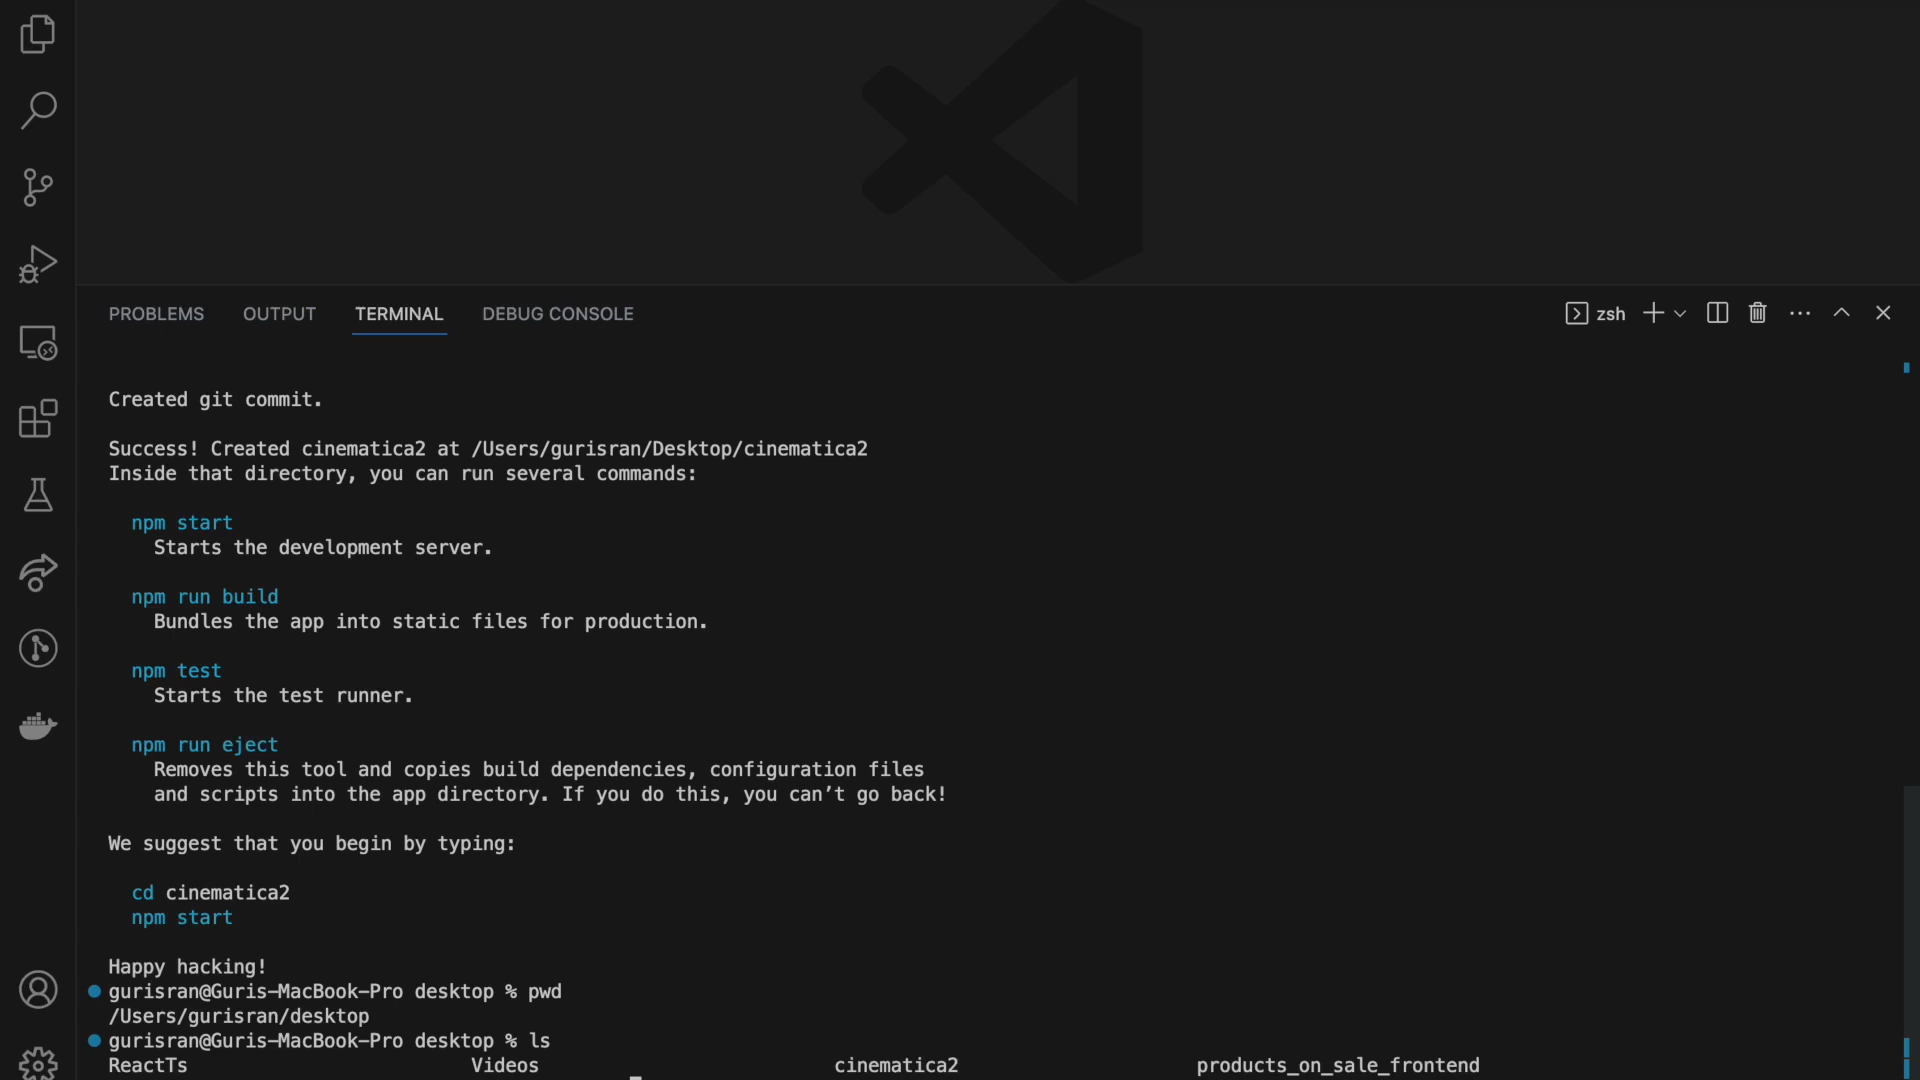 PROBLEMS OUTPUT TERMINAL DEBUG CONSOLE zsh
Created git commit.
Success! Created cinematica2 at /Users/gurisran/Desktop/cinematica2
Inside that directory, you can run several commands:
npm start
Starts the development server.
npm run build
Bundles the app into static files for production.
npm test
Starts the test runner.
npm run eject
Removes this tool and copies build dependencies, configuration files
and scripts into the app directory. If you do this, you can’t go back!
We suggest that you begin by typing:
cd cinematica2
npm start
Happy hacking!
gurisran@Guris-MacBook-Pro desktop % pwd
/Users/gurisran/desktop
gurisran@Guris-MacBook-Pro desktop % ls
ReactTs Videos cinematica2 products_on_sale_frontend